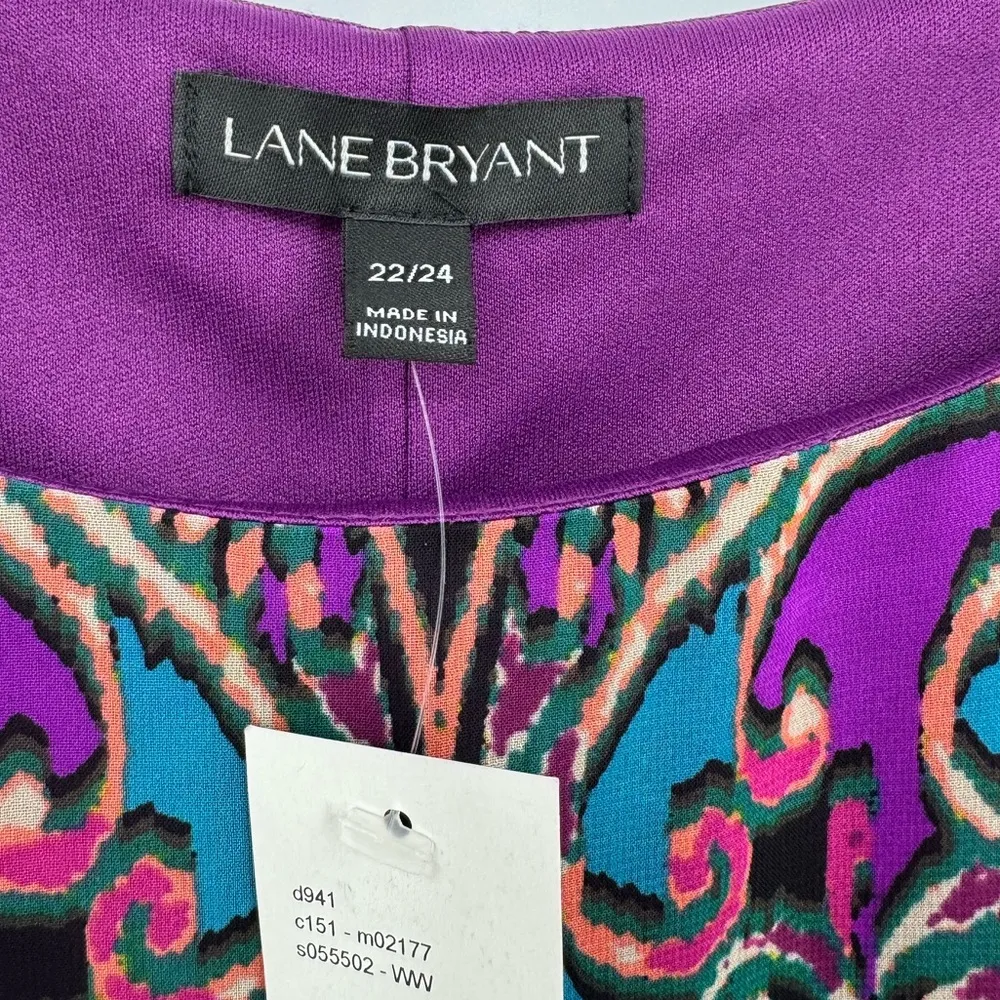 LANE BRYANT
22/24
MADE IN
INDONESIA
d941
c151 - m02177
s055502 - WW